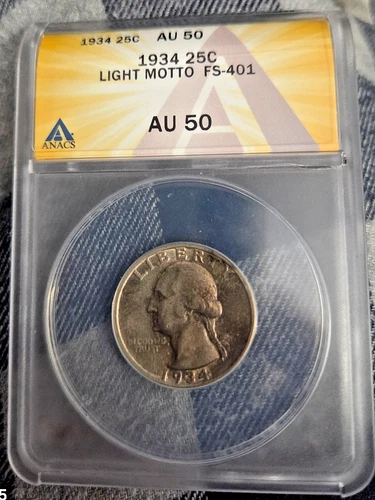 1934 25C AU 50
1934 25C
LIGHT MOTTO FS-401
AU 50
ANACS
LIBERTY
IN GOD WE
TRUST
1934
5